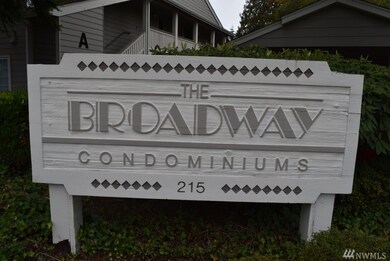 A
THE
BROADWAY
CONDOMINIUMS
215
NWMLS